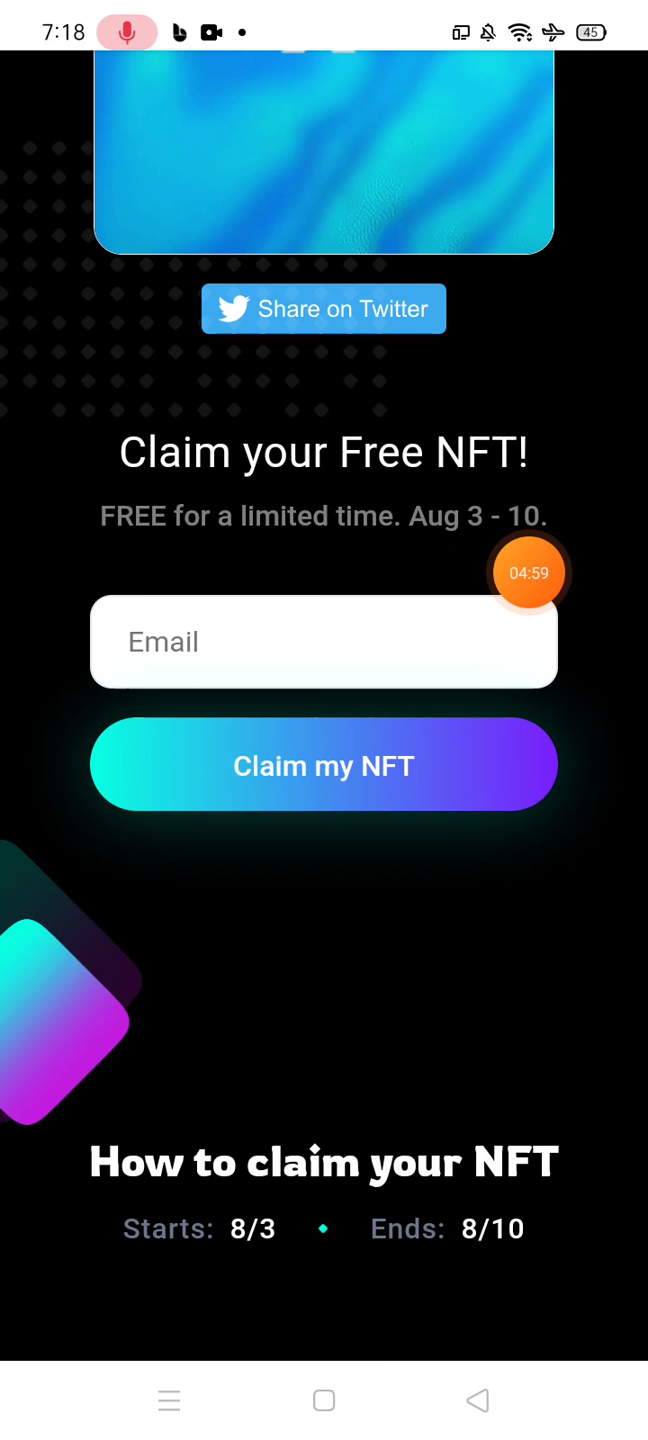 7:18
45
Share on Twitter
Claim your Free NFT!
FREE for a limited time. Aug 3 - 10.
04:59
Email
Claim my NFT
How to claim your NFT
Starts: 8/3 Ends: 8/10